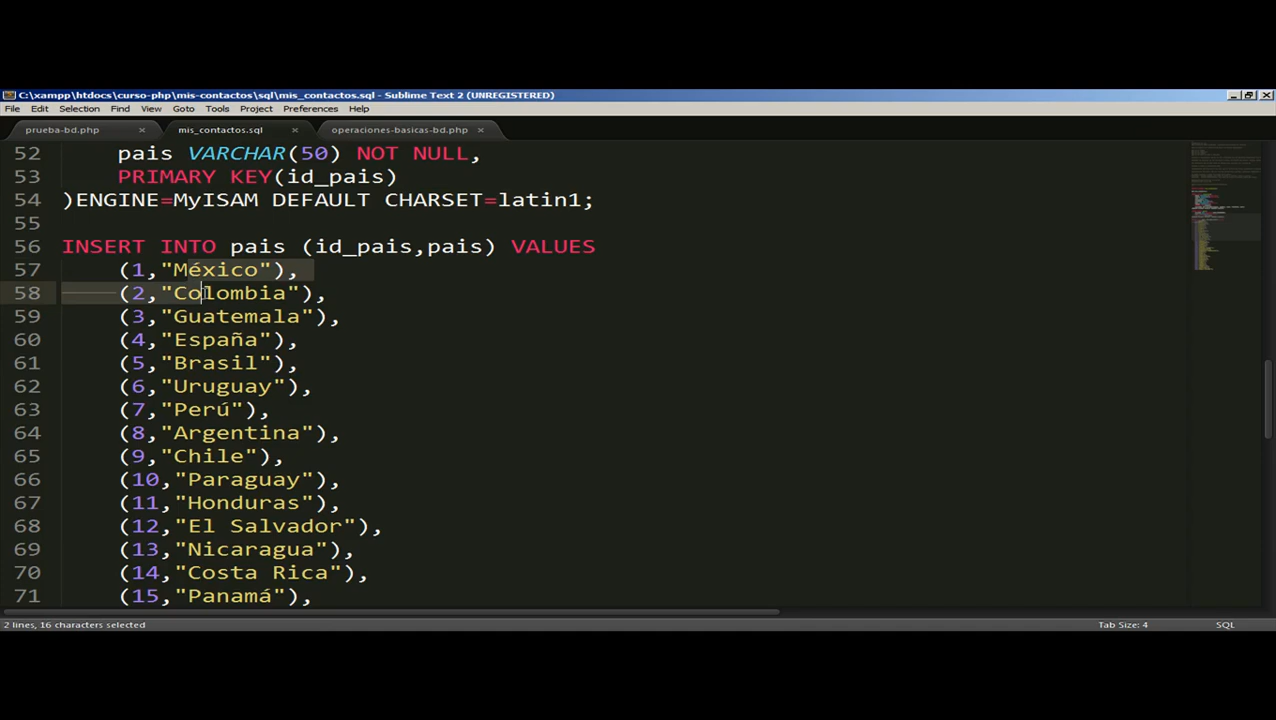 C:\xampp\htdocs\curso-php\mis-contactos\sql\mis_contactos.sql - Sublime Text 2 (UNREGISTERED)
File Edit Selection Find View Goto Tools Project Preferences Help
prueba-bd.php mis_contactos.sql operaciones-basicas-bd.php
52 pais VARCHAR(50) NOT NULL,
53 PRIMARY KEY(id_pais)
54 )ENGINE=MyISAM DEFAULT CHARSET=latin1;
55
56 INSERT INTO pais (id_pais,pais) VALUES
57 (1,"México"),
58 (2,"Colombia"),
59 (3,"Guatemala"),
60 (4,"España"),
61 (5,"Brasil"),
62 (6,"Uruguay"),
63 (7,"Perú"),
64 (8,"Argentina"),
65 (9,"Chile"),
66 (10,"Paraguay"),
67 (11,"Honduras"),
68 (12,"El Salvador"),
69 (13,"Nicaragua"),
70 (14,"Costa Rica"),
71 (15,"Panamá"),
2 lines, 16 characters selected Tab Size: 4 SQL